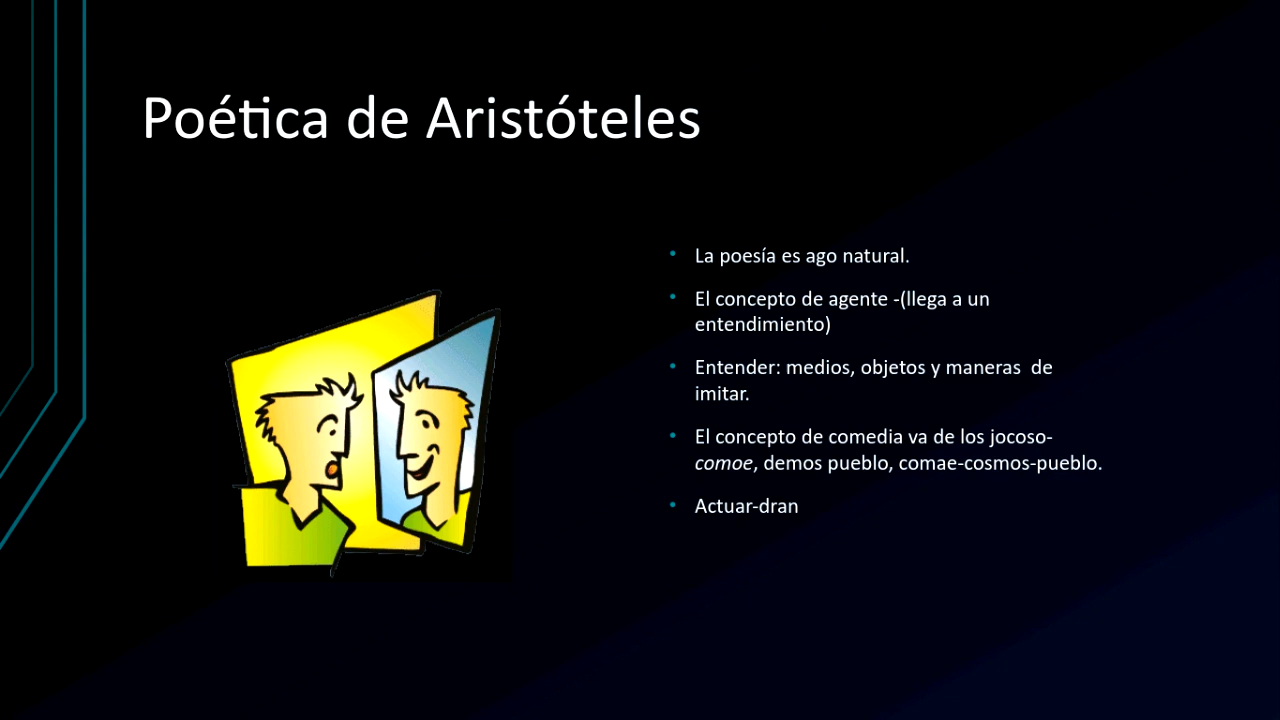 Poética de Aristóteles
• La poesía es ago natural.
• El concepto de agente -(llega a un
entendimiento)
• Entender: medios, objetos y maneras  de
imitar.
• El concepto de comedia va de los jocoso-
comoe, demos pueblo, comae-cosmos-pueblo.
• Actuar-dran